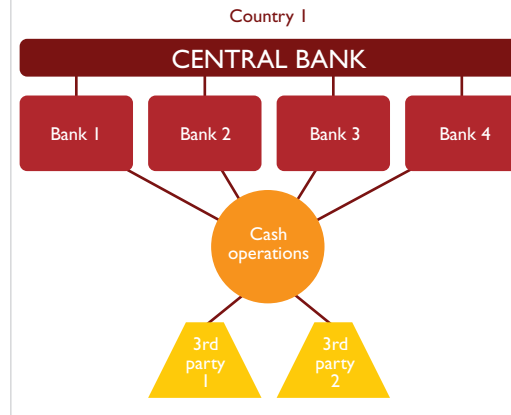 Country 1
CENTRAL BANK
Bank 1
Bank 2
Bank 3
Bank 4
Cash
operations
3rd
party
1
3rd
party
2